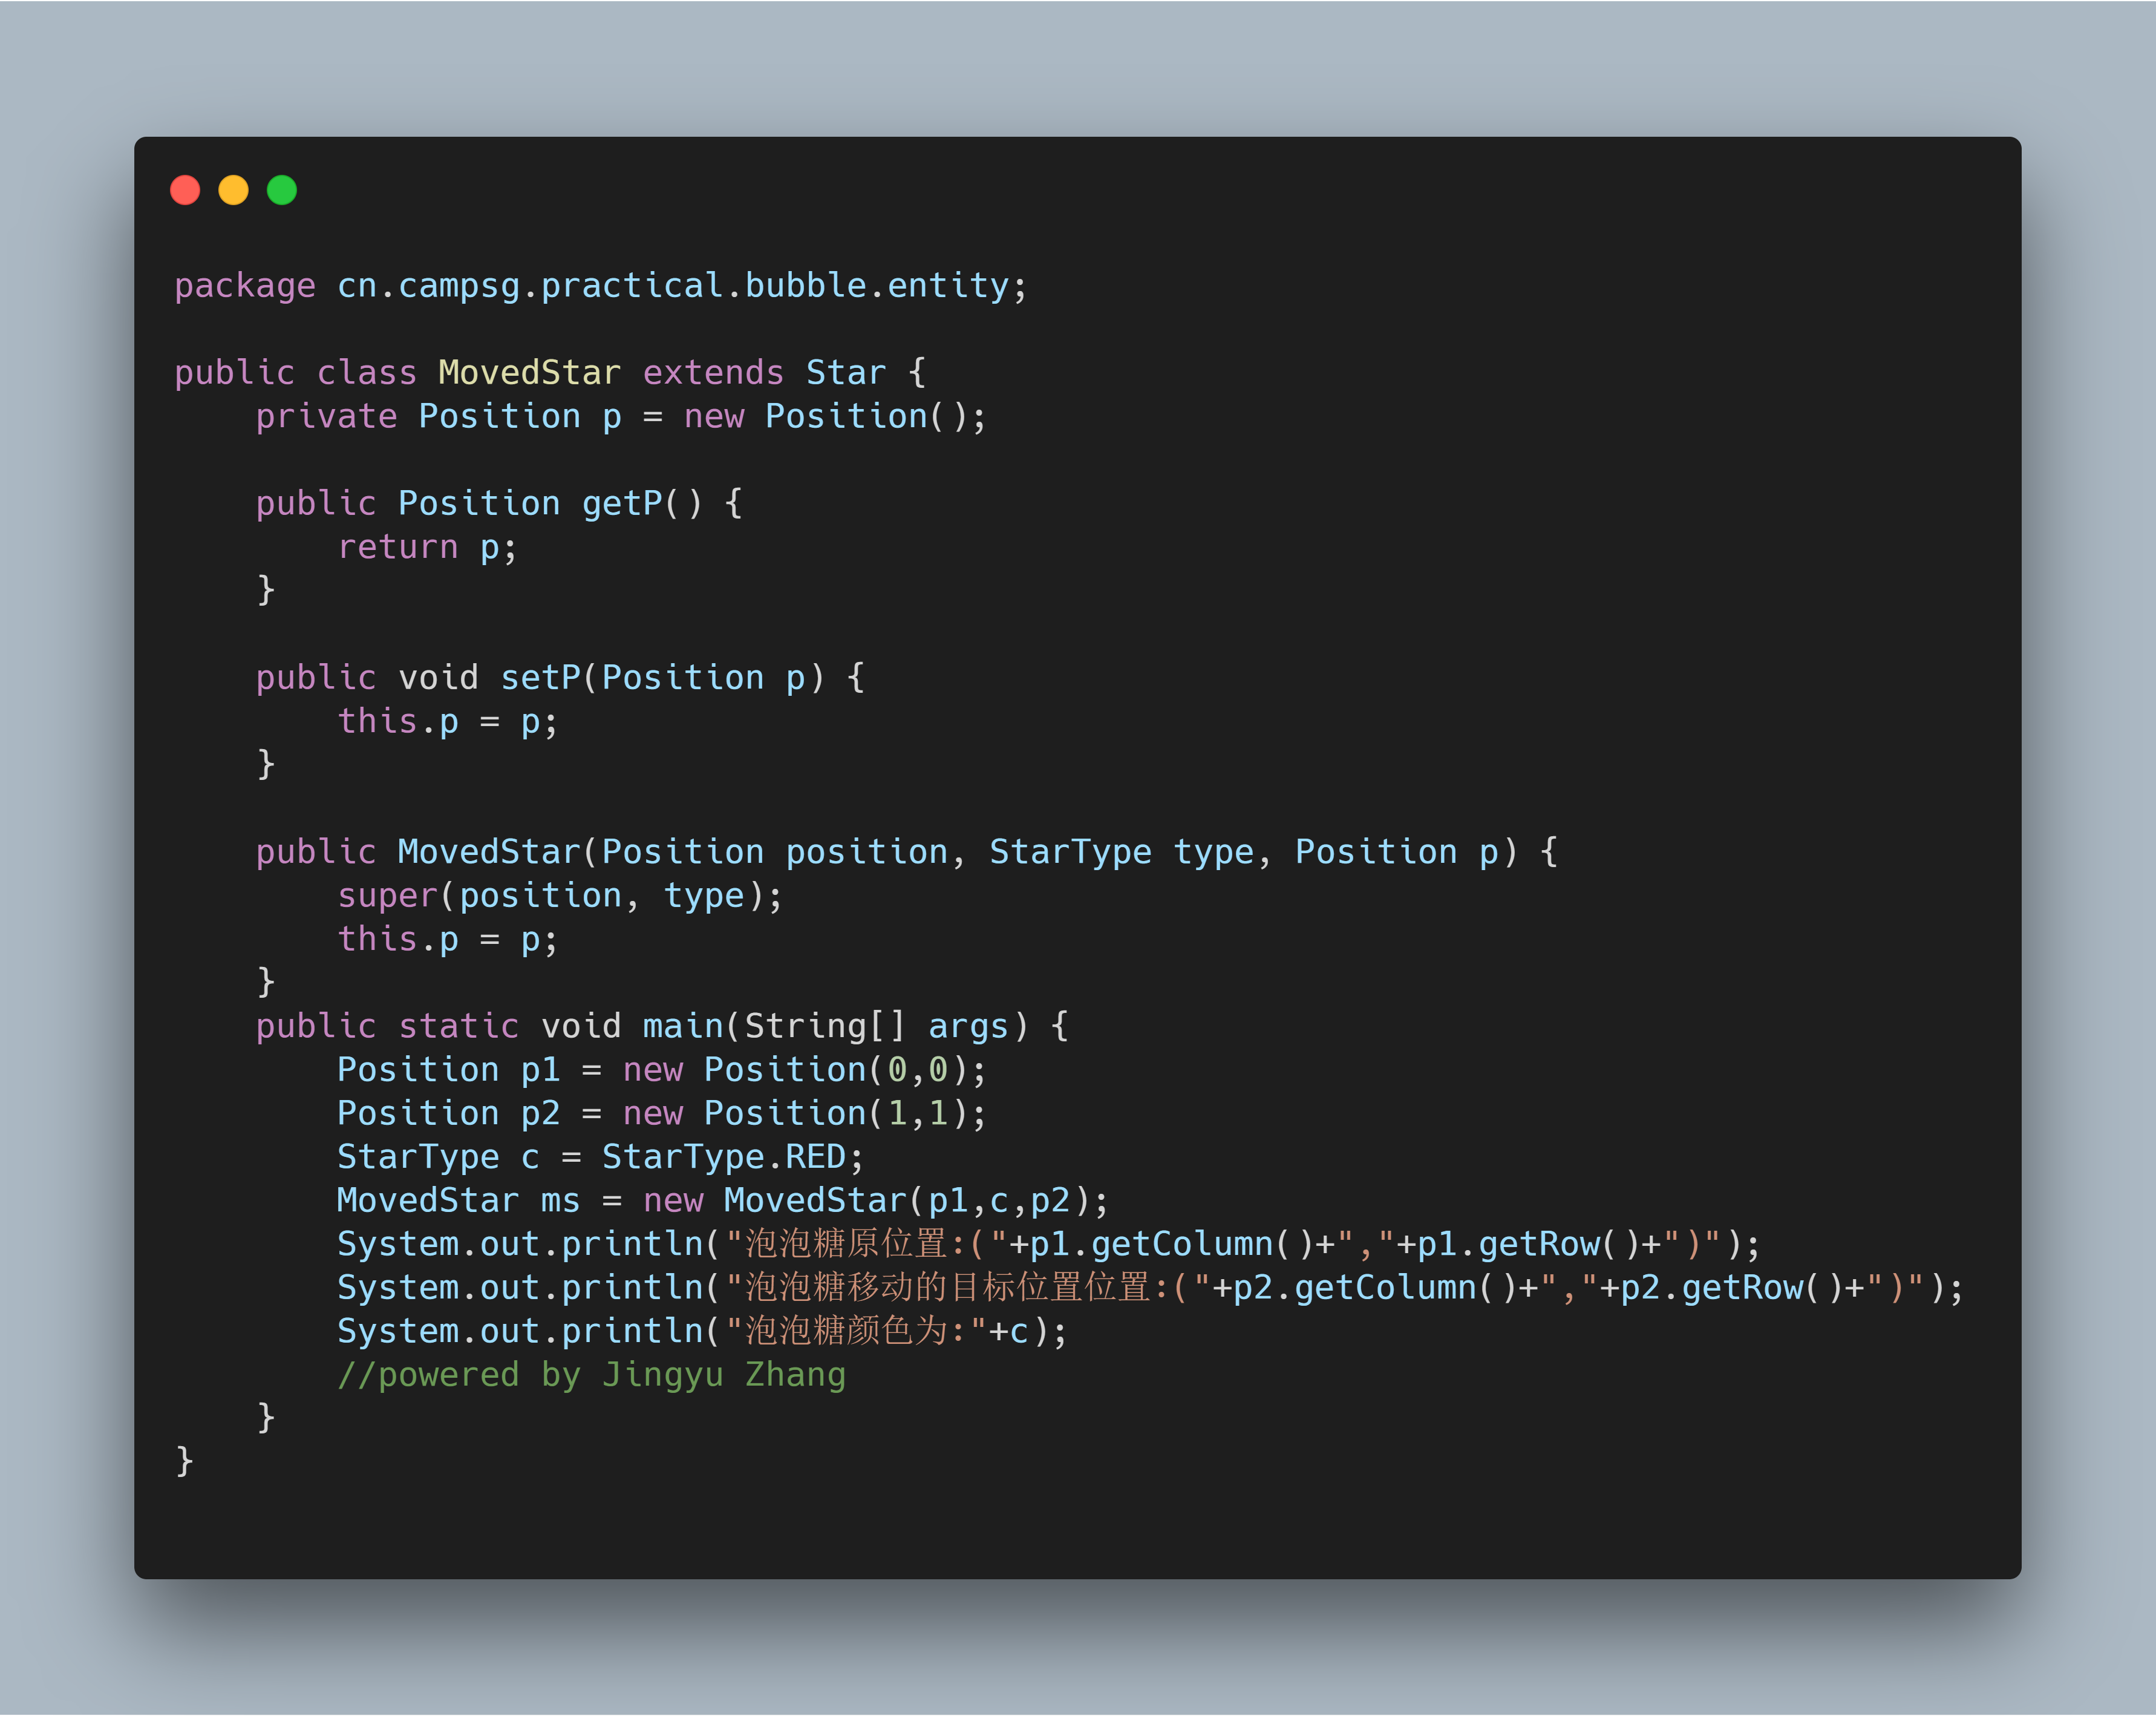 package cn.campsg.practical.bubble.entity;
public class MovedStar extends Star {
    private Position p = new Position();
    public Position getP() {
        return p;
    }
    public void setP(Position p) {
        this.p = p;
    }
    public MovedStar(Position position, StarType type, Position p) {
        super(position, type);
        this.p = p;
    }
    public static void main(String[] args) {
        Position p1 = new Position(0,0);
        Position p2 = new Position(1,1);
        StarType c = StarType.RED;
        MovedStar ms = new MovedStar(p1,c,p2);
        System.out.println("泡泡糖原位置:("+p1.getColumn()+","+p1.getRow()+")");
        System.out.println("泡泡糖移动的目标位置位置:("+p2.getColumn()+","+p2.getRow()+")");
        System.out.println("泡泡糖颜色为:"+c);
        //powered by Jingyu Zhang
    }
}